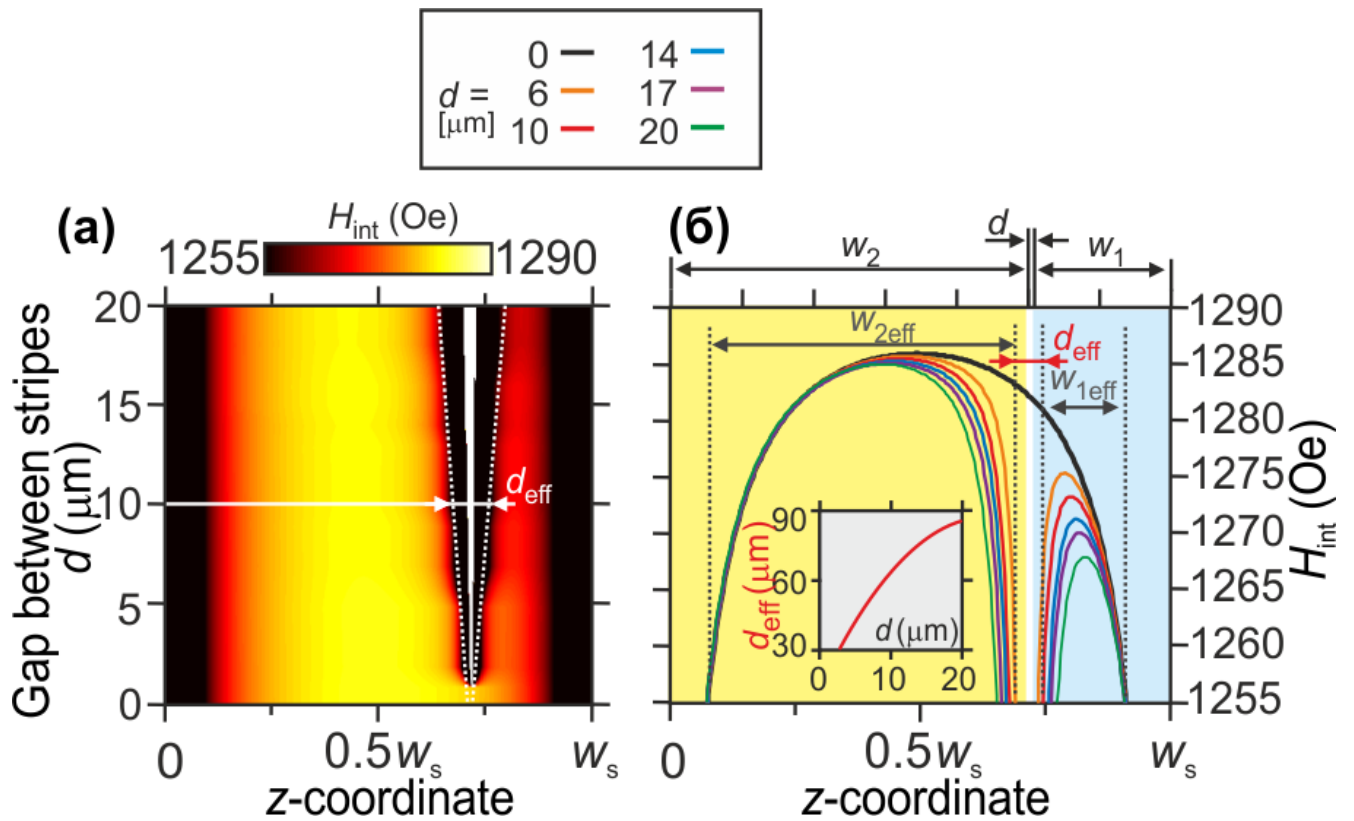 0 14
d = 6 17
[μm] 10 20
(а) H_int (Oe)
1255 1290
Gap between stripes
d (μm)
20
15
10
5
0
d_eff
0 0.5w_s w_s
z-coordinate
(б) d
w_2 w_1
w_2eff
d_eff
w_1eff
1290
1285
1280
1275
1270
1265
1260
1255
H_int (Oe)
d_eff (μm)
90
60
30
d (μm)
0 10 20
0 0.5w_s w_s
z-coordinate